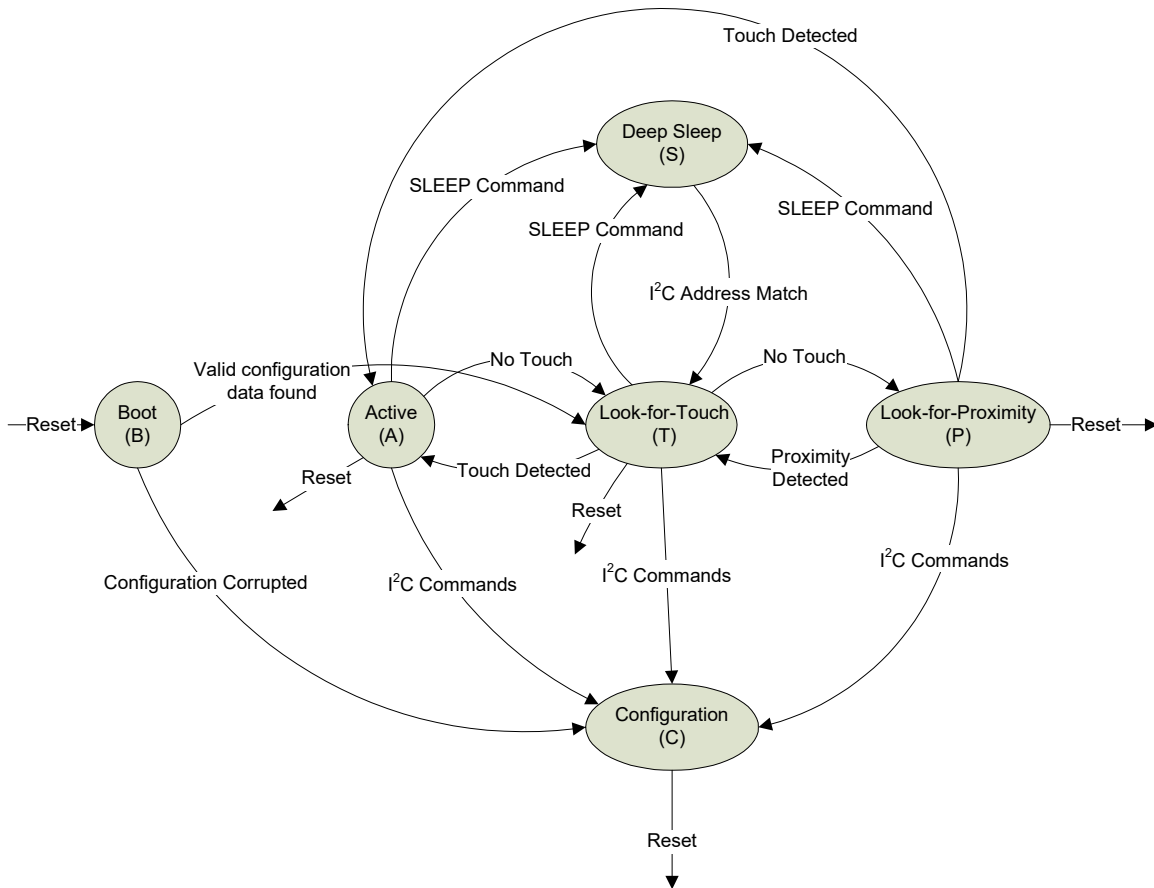 Touch Detected
Deep Sleep
(S)
SLEEP Command
SLEEP Command
SLEEP Command
I²C Address Match
Valid configuration
data found
No Touch
No Touch
Reset
Boot
(B)
Active
(A)
Look-for-Touch
(T)
Look-for-Proximity
(P)
Reset
Reset
Touch Detected
Proximity
Detected
Reset
Configuration Corrupted
I²C Commands
I²C Commands
I²C Commands
Configuration
(C)
Reset